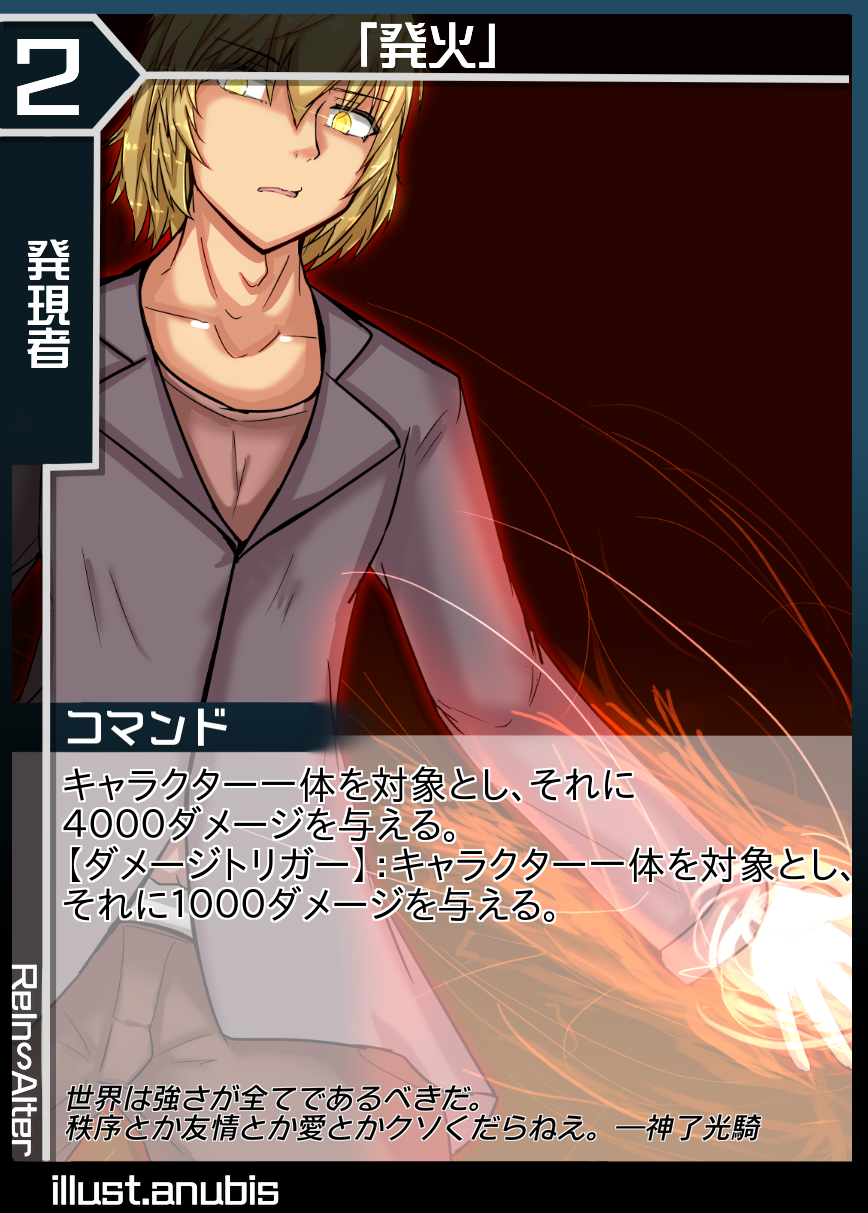 2
「発火」
発現者
コマンド
キャラクター一体を対象とし、それに
4000ダメージを与える。
【ダメージトリガー】:キャラクター一体を対象とし、
それに1000ダメージを与える。
世界は強さが全てであるべきだ。
秩序とか友情とか愛とかクソくだらねえ。—神了光騎
ReIn∽Alter
illust.anubis